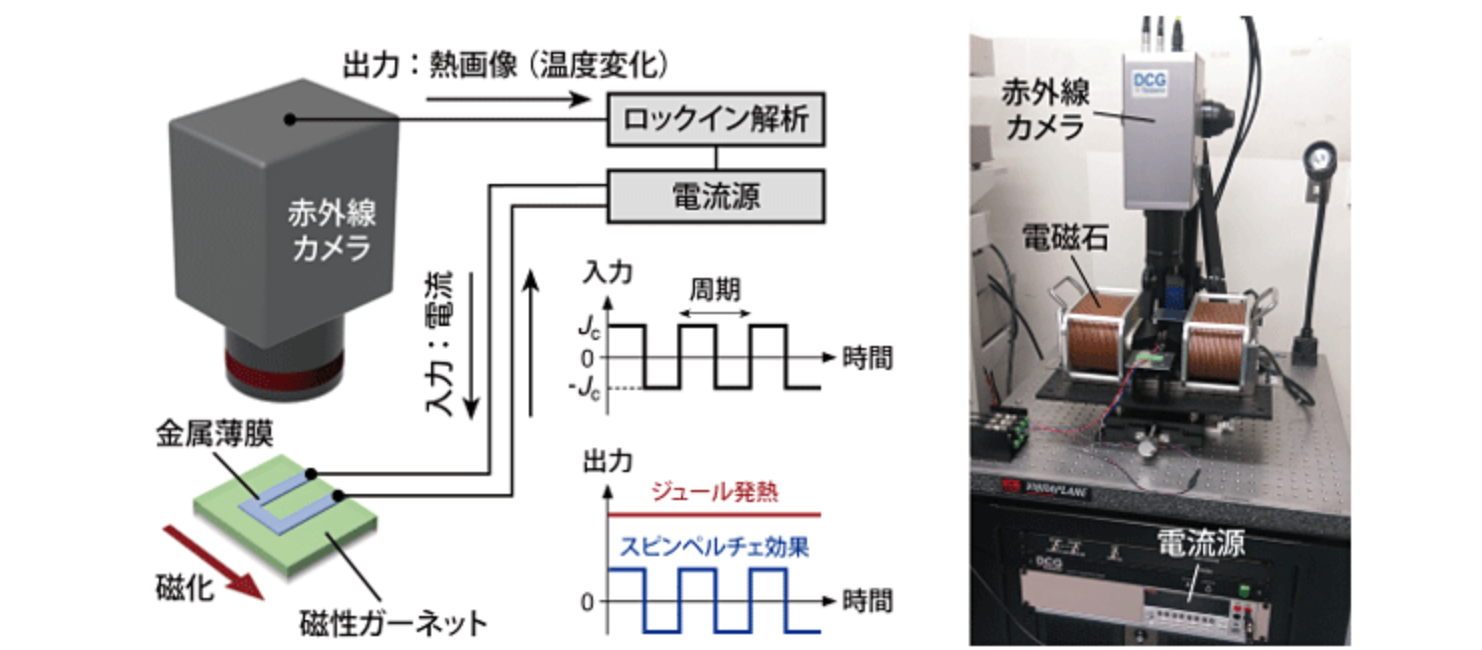 出力：熱画像（温度変化）
ロックイン解析
電流源
赤外線
カメラ
入力：電流
金属薄膜
磁化
磁性ガーネット
入力
周期
Jc
0
-Jc
時間
出力
ジュール発熱
スピンペルチェ効果
0
時間
赤外線
カメラ
DCG
電磁石
VIBRAPLANE
電流源
DCG